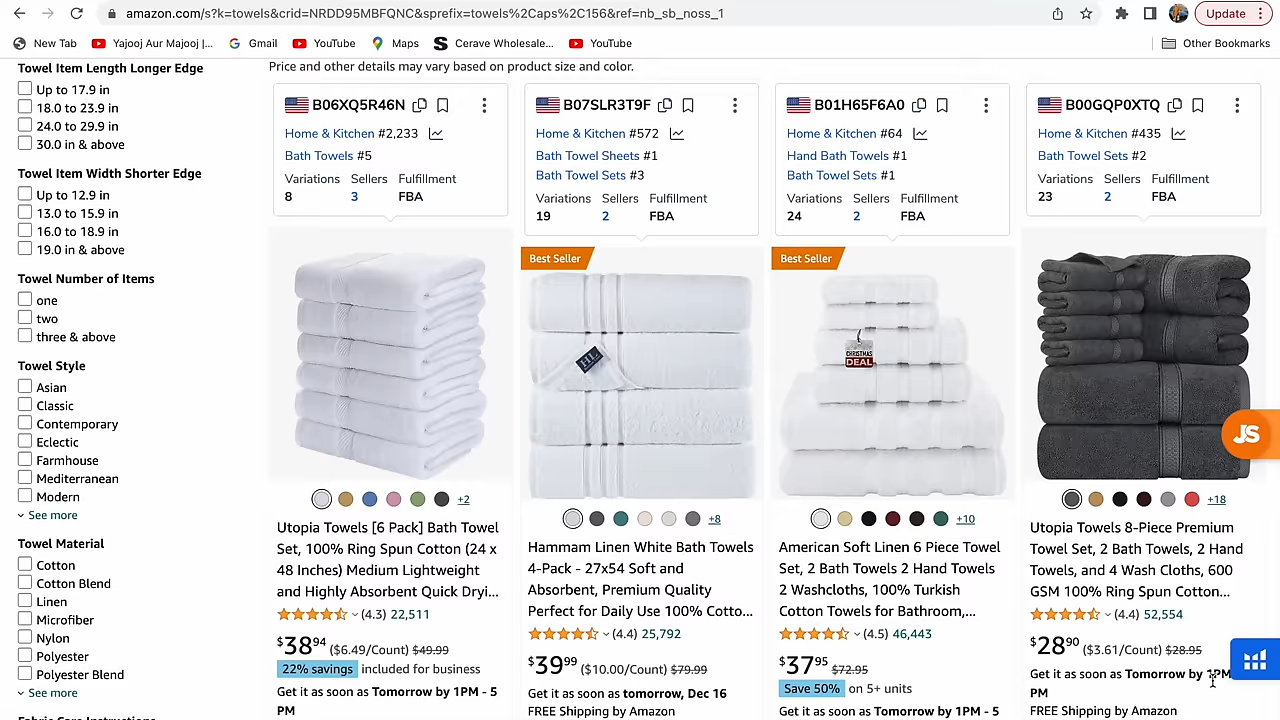 amazon.com/s?k=towels&crid=NRDD95MBFQNC&sprefix=towels%2Caps%2C156&ref=nb_sb_noss_1
Update
New Tab
Yajooj Aur Majooj |...
Gmail
YouTube
Maps
Cerave Wholesale...
YouTube
Other Bookmarks
Towel Item Length Longer Edge
Up to 17.9 in
18.0 to 23.9 in
24.0 to 29.9 in
30.0 in & above
Towel Item Width Shorter Edge
Up to 12.9 in
13.0 to 15.9 in
16.0 to 18.9 in
19.0 in & above
Towel Number of Items
one
two
three & above
Towel Style
Asian
Classic
Contemporary
Eclectic
Farmhouse
Mediterranean
Modern
See more
Towel Material
Cotton
Cotton Blend
Linen
Microfiber
Nylon
Polyester
Polyester Blend
See more
Price and other details may vary based on product size and color.
B06XQ5R46N
Home & Kitchen #2,233
Bath Towels #5
Variations Sellers Fulfillment
8 3 FBA
+2
Utopia Towels [6 Pack] Bath Towel
Set, 100% Ring Spun Cotton (24 x
48 Inches) Medium Lightweight
and Highly Absorbent Quick Dryi...
(4.3) 22,511
$38⁹⁴ ($6.49/Count) $49.99
22% savings included for business
Get it as soon as Tomorrow by 1PM - 5
PM
B07SLR3T9F
Home & Kitchen #572
Bath Towel Sheets #1
Bath Towel Sets #3
Variations Sellers Fulfillment
19 2 FBA
Best Seller
HL
+8
Hammam Linen White Bath Towels
4-Pack - 27x54 Soft and
Absorbent, Premium Quality
Perfect for Daily Use 100% Cotto...
(4.4) 25,792
$39⁹⁹ ($10.00/Count) $79.99
Get it as soon as tomorrow, Dec 16
FREE Shipping by Amazon
B01H65F6A0
Home & Kitchen #64
Hand Bath Towels #1
Bath Towel Sets #1
Variations Sellers Fulfillment
24 2 FBA
Best Seller
CHRISTMAS
DEAL
+10
American Soft Linen 6 Piece Towel
Set, 2 Bath Towels 2 Hand Towels
2 Washcloths, 100% Turkish
Cotton Towels for Bathroom,...
(4.5) 46,443
$37⁹⁵ $72.95
Save 50% on 5+ units
Get it as soon as Tomorrow by 1PM - 5
B00GQP0XTQ
Home & Kitchen #435
Bath Towel Sets #2
Variations Sellers Fulfillment
23 2 FBA
+18
Utopia Towels 8-Piece Premium
Towel Set, 2 Bath Towels, 2 Hand
Towels, and 4 Wash Cloths, 600
GSM 100% Ring Spun Cotton...
(4.4) 52,554
$28⁹⁰ ($3.61/Count) $28.95
Get it as soon as Tomorrow by 1PM
PM
FREE Shipping by Amazon
JS